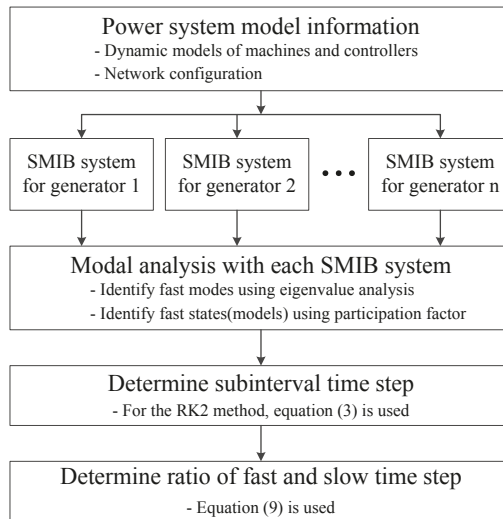 Power system model information
- Dynamic models of machines and controllers
- Network configuration
SMIB system
for generator 1
SMIB system
for generator 2
•••
SMIB system
for generator n
Modal analysis with each SMIB system
- Identify fast modes using eigenvalue analysis
- Identify fast states(models) using participation factor
Determine subinterval time step
- For the RK2 method, equation (3) is used
Determine ratio of fast and slow time step
- Equation (9) is used